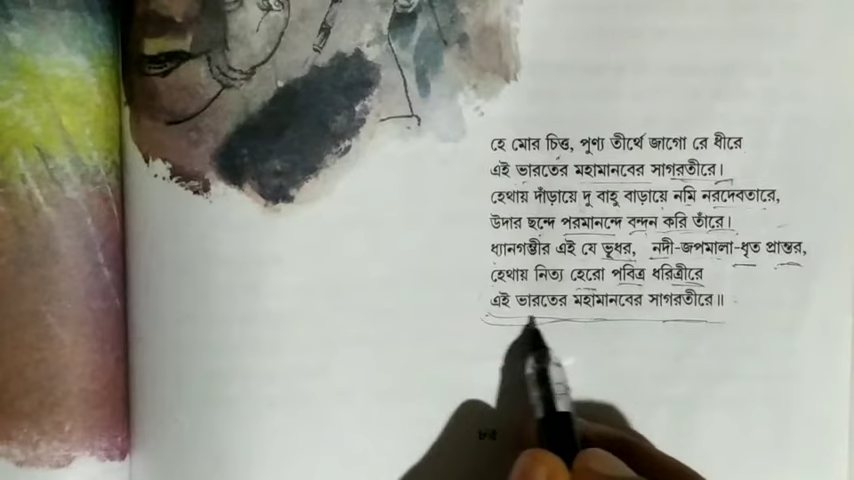 হে মোর চিত্ত, পুণ্য তীর্থে জাগো রে ধীরে
এই ভারতের মহামানবের সাগরতীরে।
হেথায় দাঁড়ায়ে দু বাহু বাড়ায়ে নমি নরদেবতারে,
উদার ছন্দে পরমানন্দে বন্দন করি তাঁরে।
ধ্যানগম্ভীর এই যে ভূধর, নদী-জপমালা-ধৃত প্রান্তর,
হেথায় নিত্য হেরো পবিত্র ধরিত্রীরে
এই ভারতের মহামানবের সাগরতীরে॥